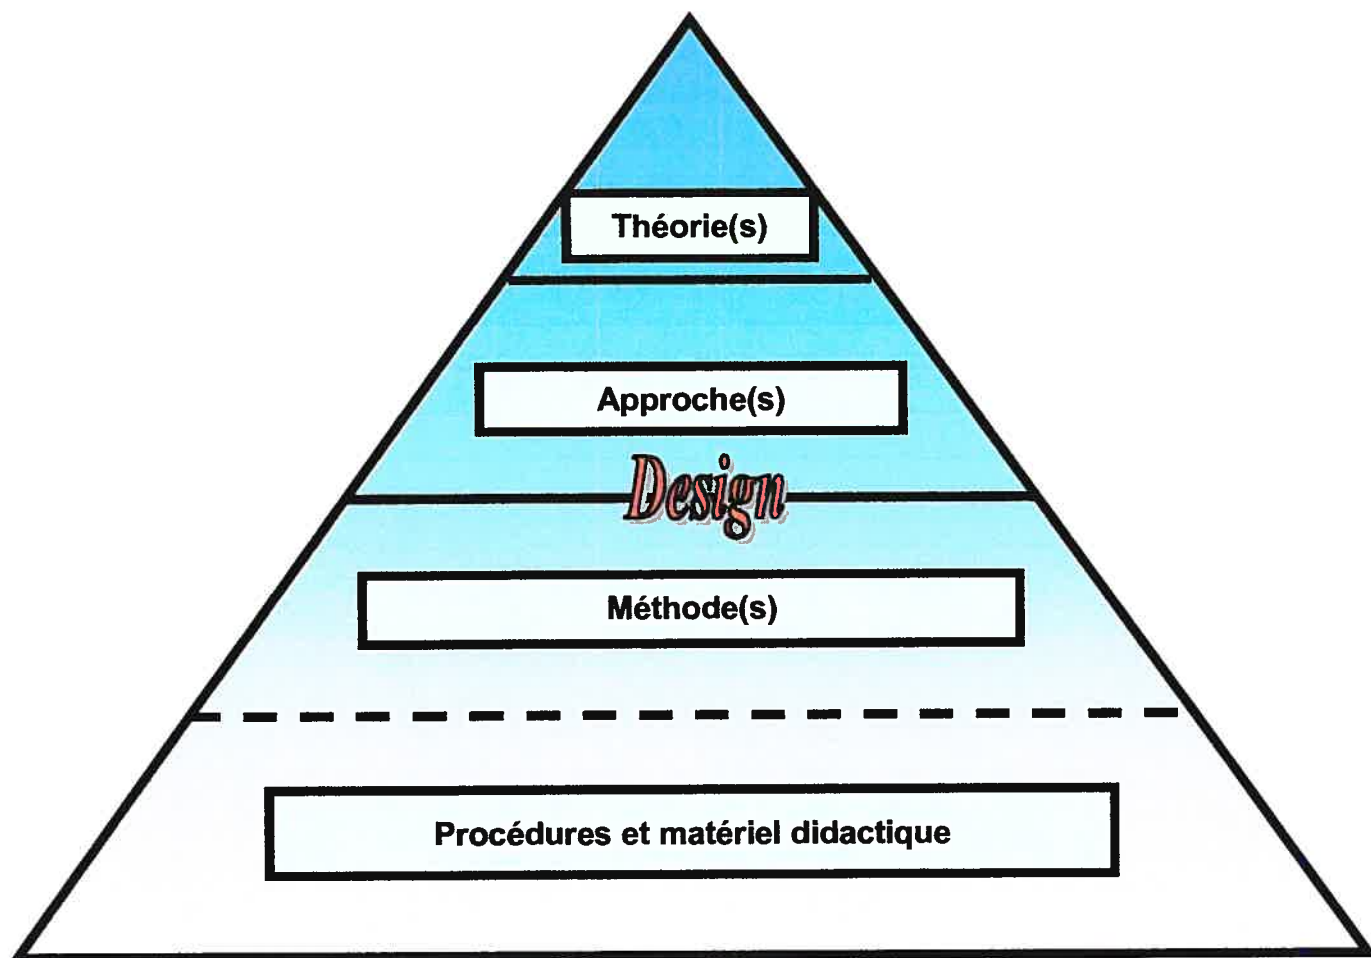 Théorie(s)
Approche(s)
Design
Méthode(s)
Procédures et matériel didactique